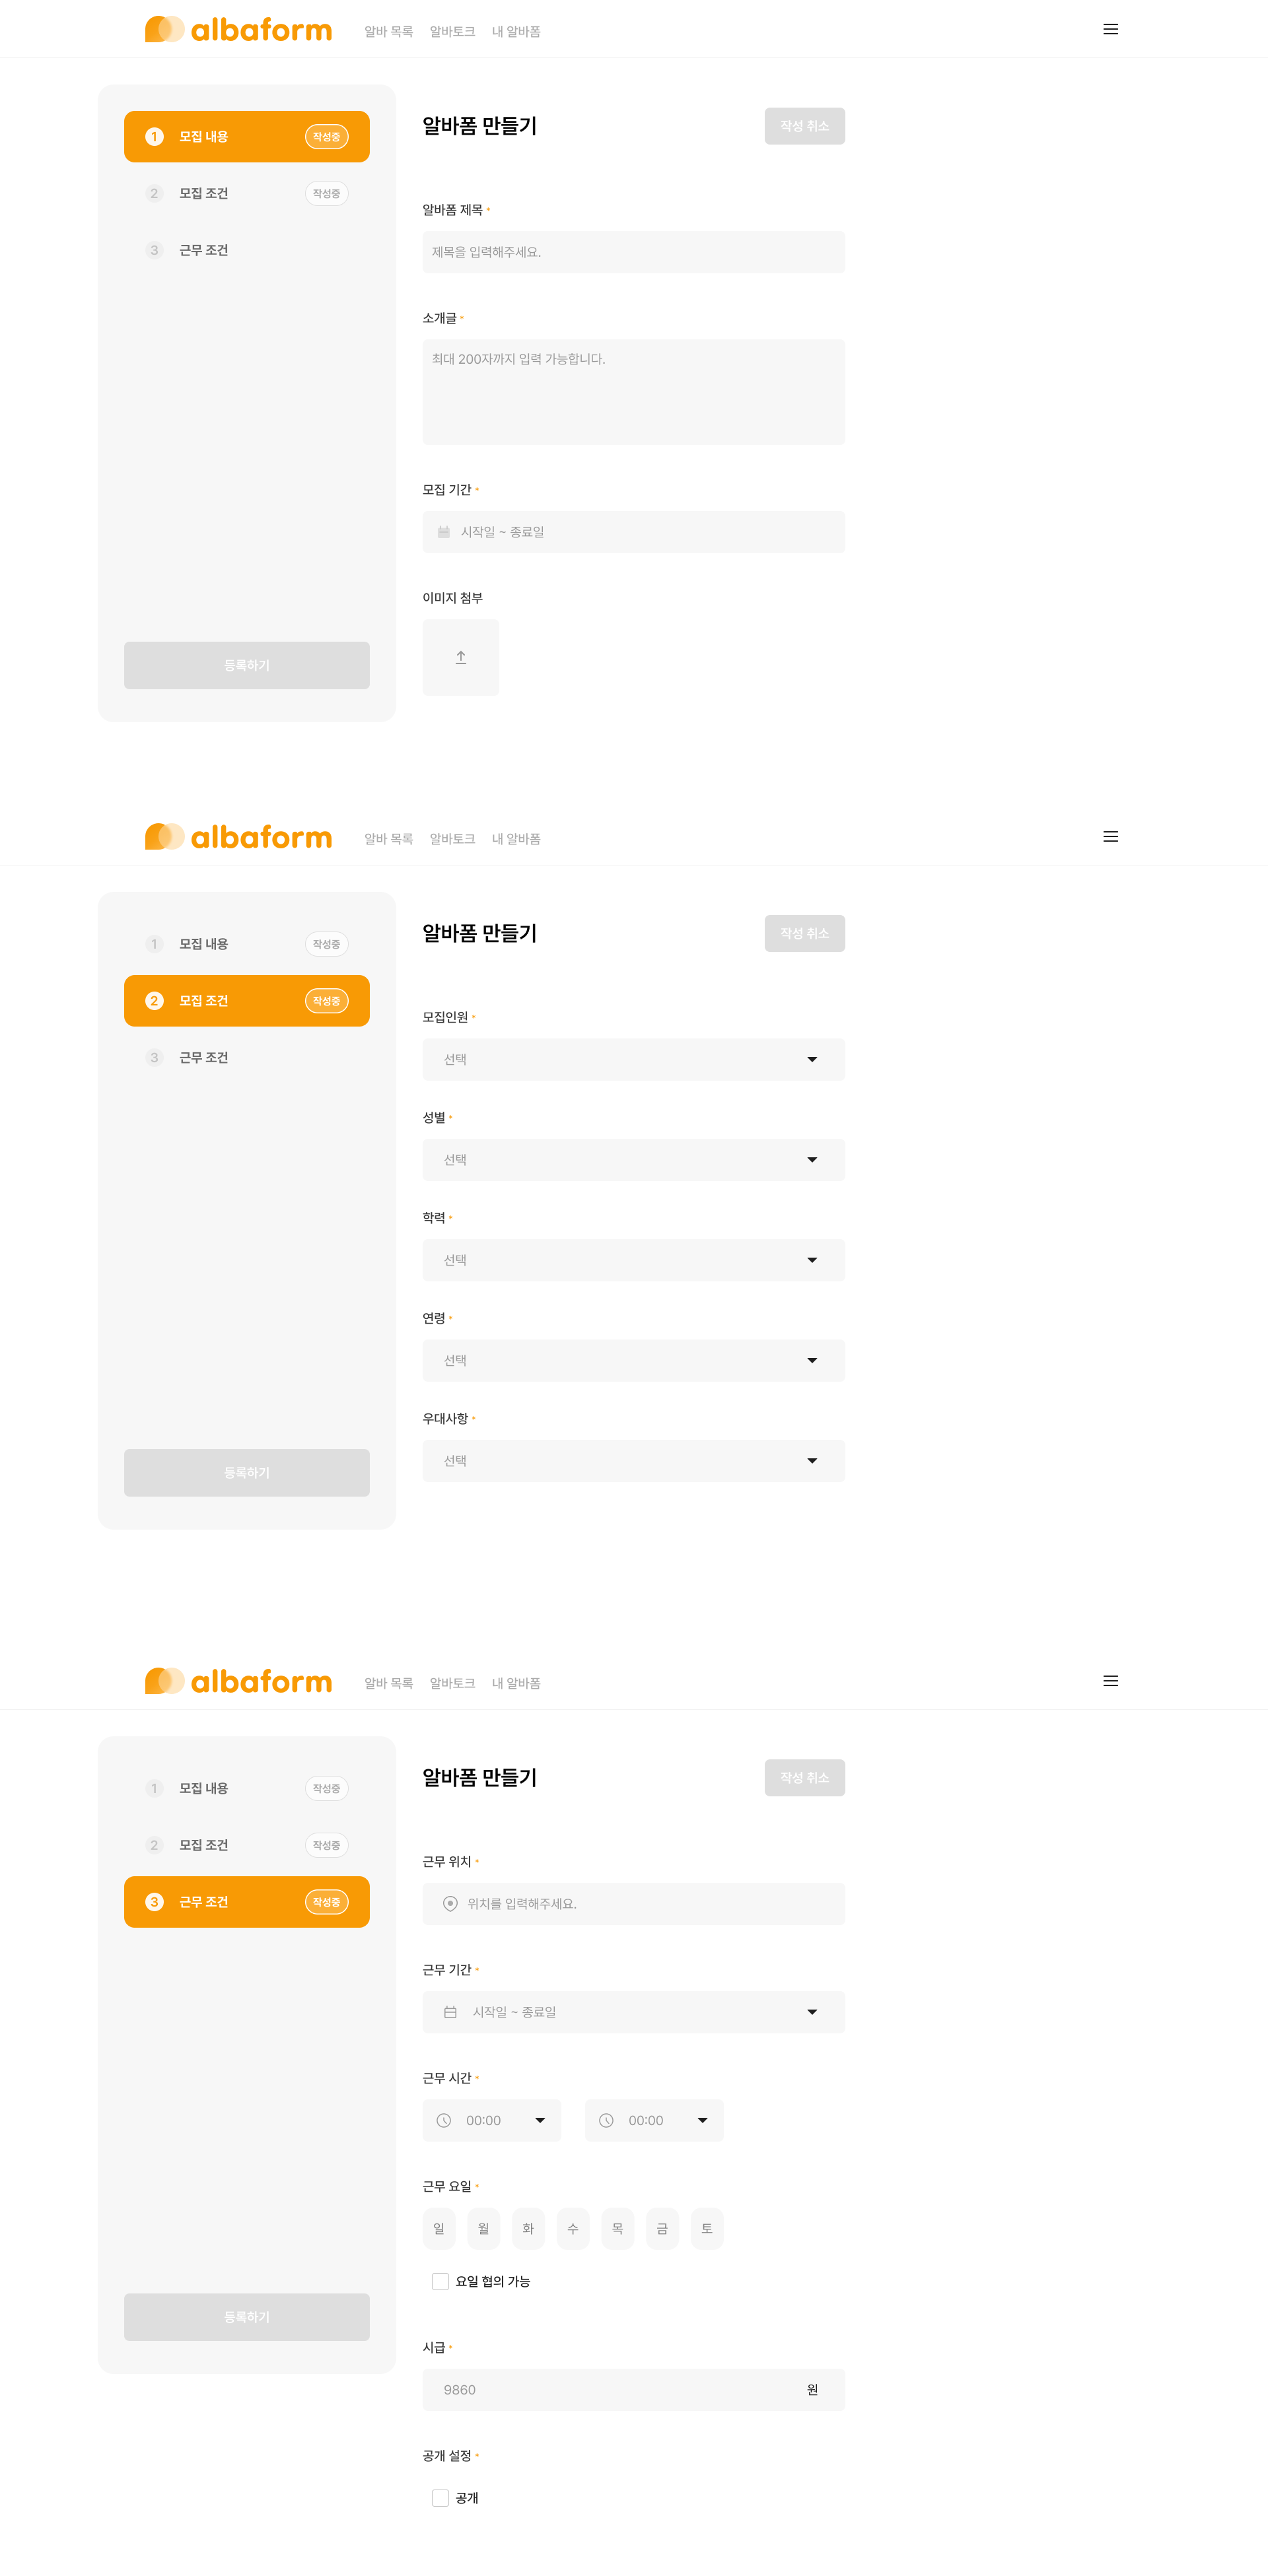 albaform 알바 목록 알바토크 내 알바폼
1 모집 내용 작성중
2 모집 조건 작성중
3 근무 조건
등록하기
알바폼 만들기 작성 취소
알바폼 제목 *
제목을 입력해주세요.
소개글 *
최대 200자까지 입력 가능합니다.
모집 기간 *
시작일 ~ 종료일
이미지 첨부
albaform 알바 목록 알바토크 내 알바폼
1 모집 내용 작성중
2 모집 조건 작성중
3 근무 조건
등록하기
알바폼 만들기 작성 취소
모집인원 *
선택
성별 *
선택
학력 *
선택
연령 *
선택
우대사항 *
선택
albaform 알바 목록 알바토크 내 알바폼
1 모집 내용 작성중
2 모집 조건 작성중
3 근무 조건 작성중
등록하기
알바폼 만들기 작성 취소
근무 위치 *
위치를 입력해주세요.
근무 기간 *
시작일 ~ 종료일
근무 시간 *
00:00 00:00
근무 요일 *
일 월 화 수 목 금 토
요일 협의 가능
시급 *
9860 원
공개 설정 *
공개